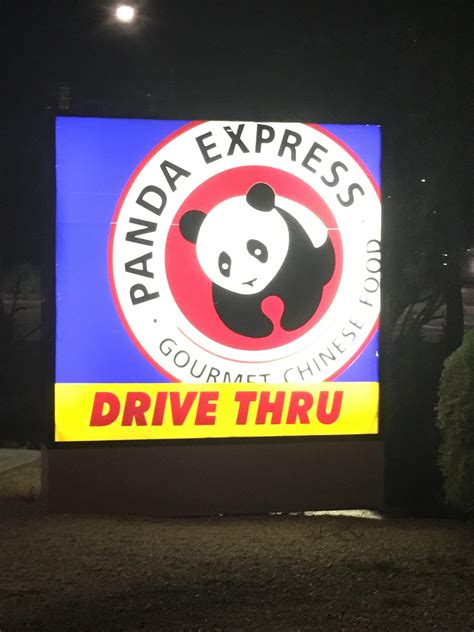 PANDA EXPRESS
· GOURMET CHINESE FOOD
DRIVE THRU